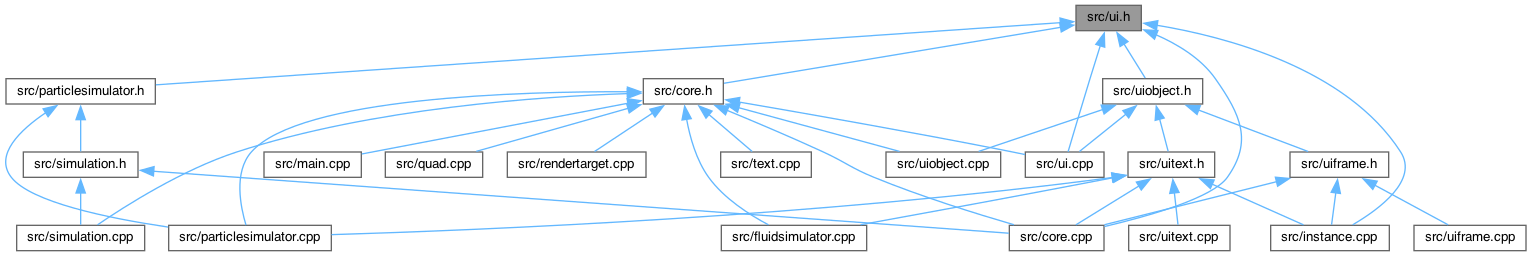 src/ui.h
src/particlesimulator.h
src/core.h
src/uiobject.h
src/simulation.h
src/main.cpp
src/quad.cpp
src/rendertarget.cpp
src/text.cpp
src/uiobject.cpp
src/ui.cpp
src/uitext.h
src/uiframe.h
src/simulation.cpp
src/particlesimulator.cpp
src/fluidsimulator.cpp
src/core.cpp
src/uitext.cpp
src/instance.cpp
src/uiframe.cpp